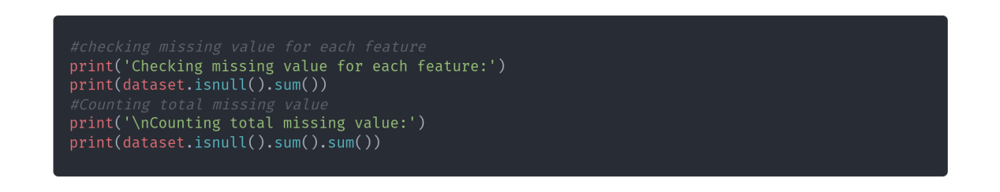 #checking missing value for each feature
print('Checking missing value for each feature:')
print(dataset.isnull().sum())
#Counting total missing value
print('\nCounting total missing value:')
print(dataset.isnull().sum().sum())